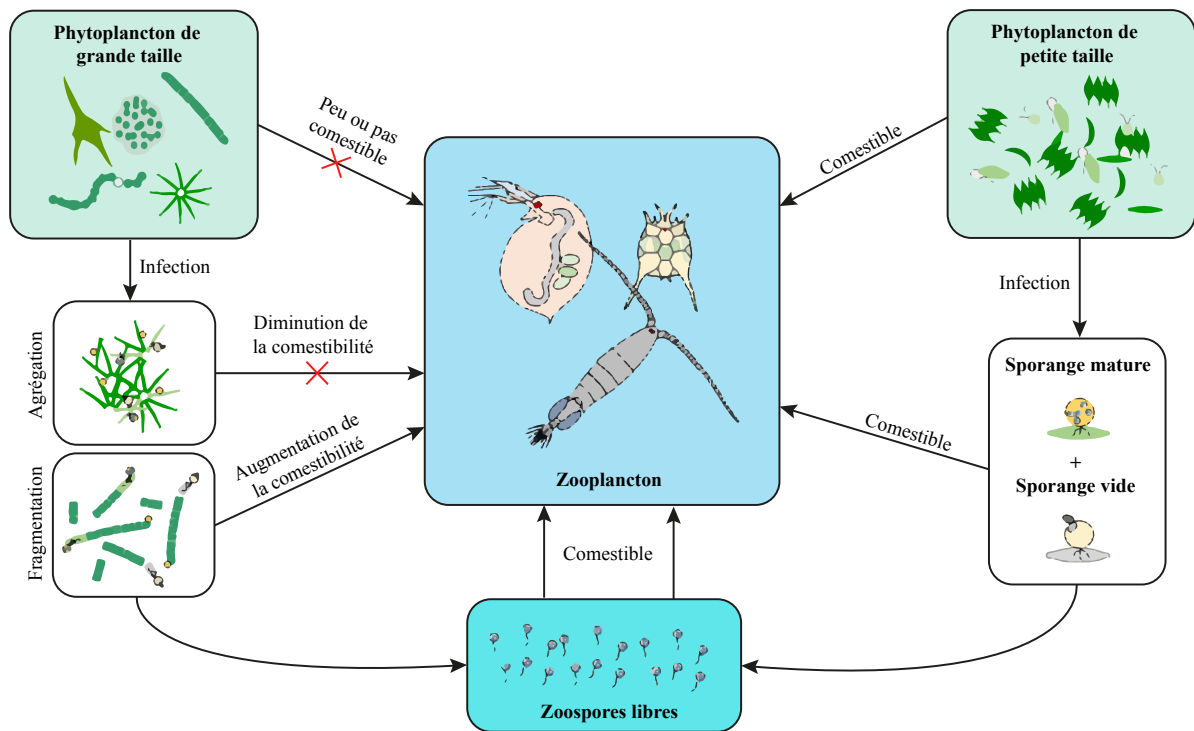 Phytoplancton de
grande taille
Phytoplancton de
petite taille
Peu ou pas
comestible
Comestible
Infection
Infection
Agrégation
Diminution de
la comestibilité
Sporange mature
+
Sporange vide
Comestible
Fragmentation
Augmentation de
la comestibilité
Zooplancton
Comestible
Zoospores libres